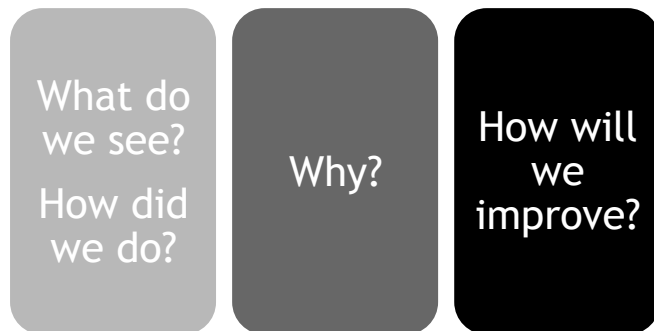 What do
we see?
How did
we do?
Why?
How will
we
improve?